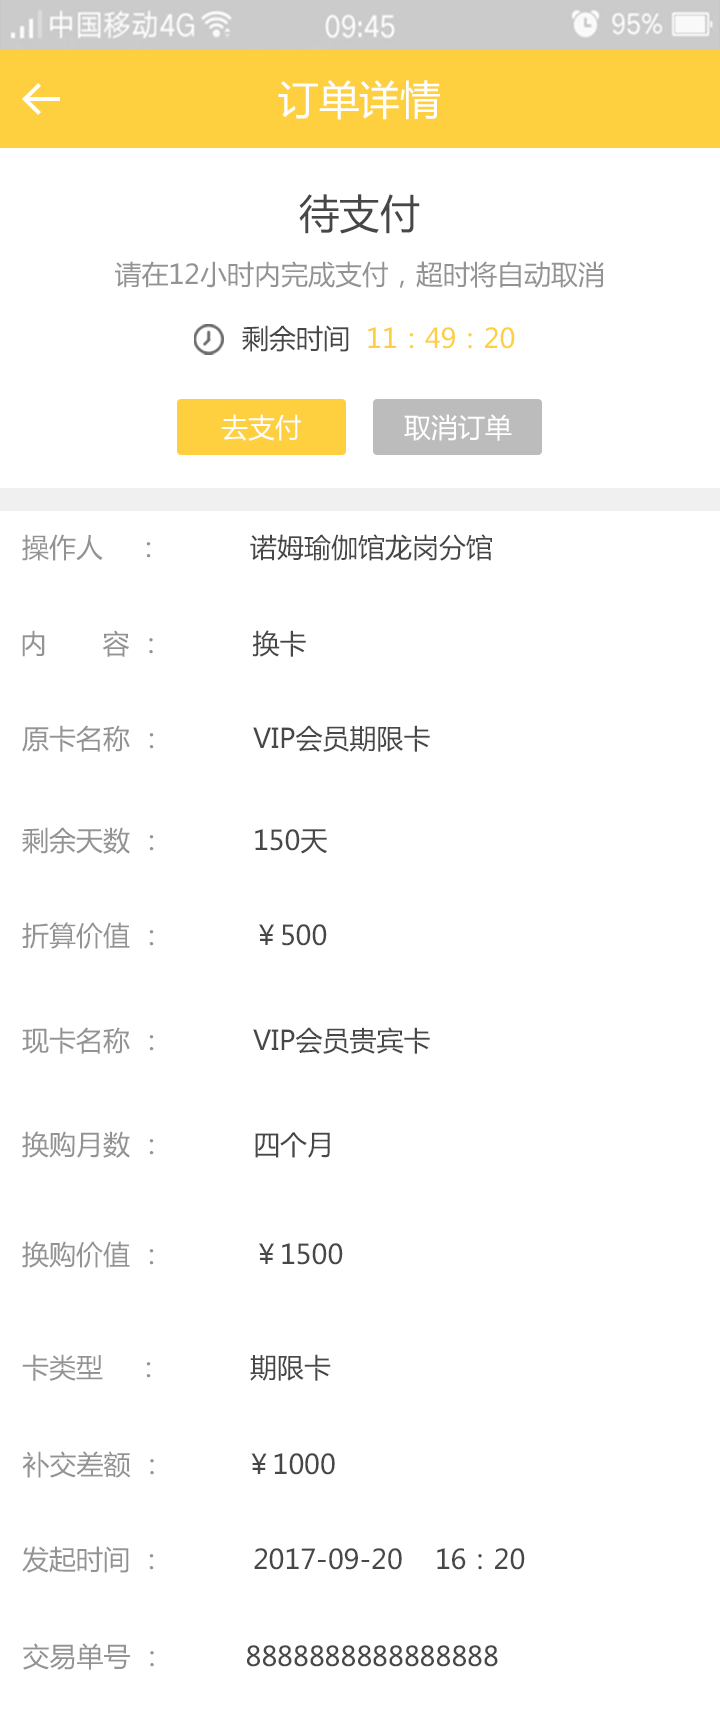 中国移动4G 09:45 95%
订单详情
待支付
请在12小时内完成支付，超时将自动取消
剩余时间 11：49：20
去支付 取消订单
操作人 ： 诺姆瑜伽馆龙岗分馆
内 容 ： 换卡
原卡名称 ： VIP会员期限卡
剩余天数 ： 150天
折算价值 ： ￥500
现卡名称 ： VIP会员贵宾卡
换购月数 ： 四个月
换购价值 ： ￥1500
卡类型 ： 期限卡
补交差额 ： ￥1000
发起时间 ： 2017-09-20 16：20
交易单号 ： 8888888888888888